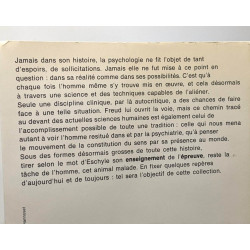 Jamais dans son histoire, la psychologie ne fit l'objet de tant
d'espoirs, de sollicitations. Jamais elle ne fut mise à ce point en
question : dans sa réalité comme dans ses possibilités. C'est qu'à
chaque fois l'homme même s'y trouve mis en œuvre, et cela désormais
à travers une science et des techniques capables de l'aliéner.
Seule une discipline clinique, par là autocritique, a des chances de faire
face à une telle situation. Freud lui ouvrit la voie, mais ce chemin tracé
au devant des actuelles sciences humaines est également celui de
l'accomplissement possible de toute une tradition : celle qui nous mena
autant à voir l'homme resitué dans et par la psychiatrie, qu'à penser
le mouvement de la constitution du sens par sa présence au monde.
Sous des formes désormais grosses de toute cette histoire,
tirer selon le mot d'Eschyle son enseignement de l'épreuve, reste la
tâche de l'homme, cet animal malade. En fixer quelques repères
d'aujourd'hui et de toujours : tel sera l'objectif de cette collection.